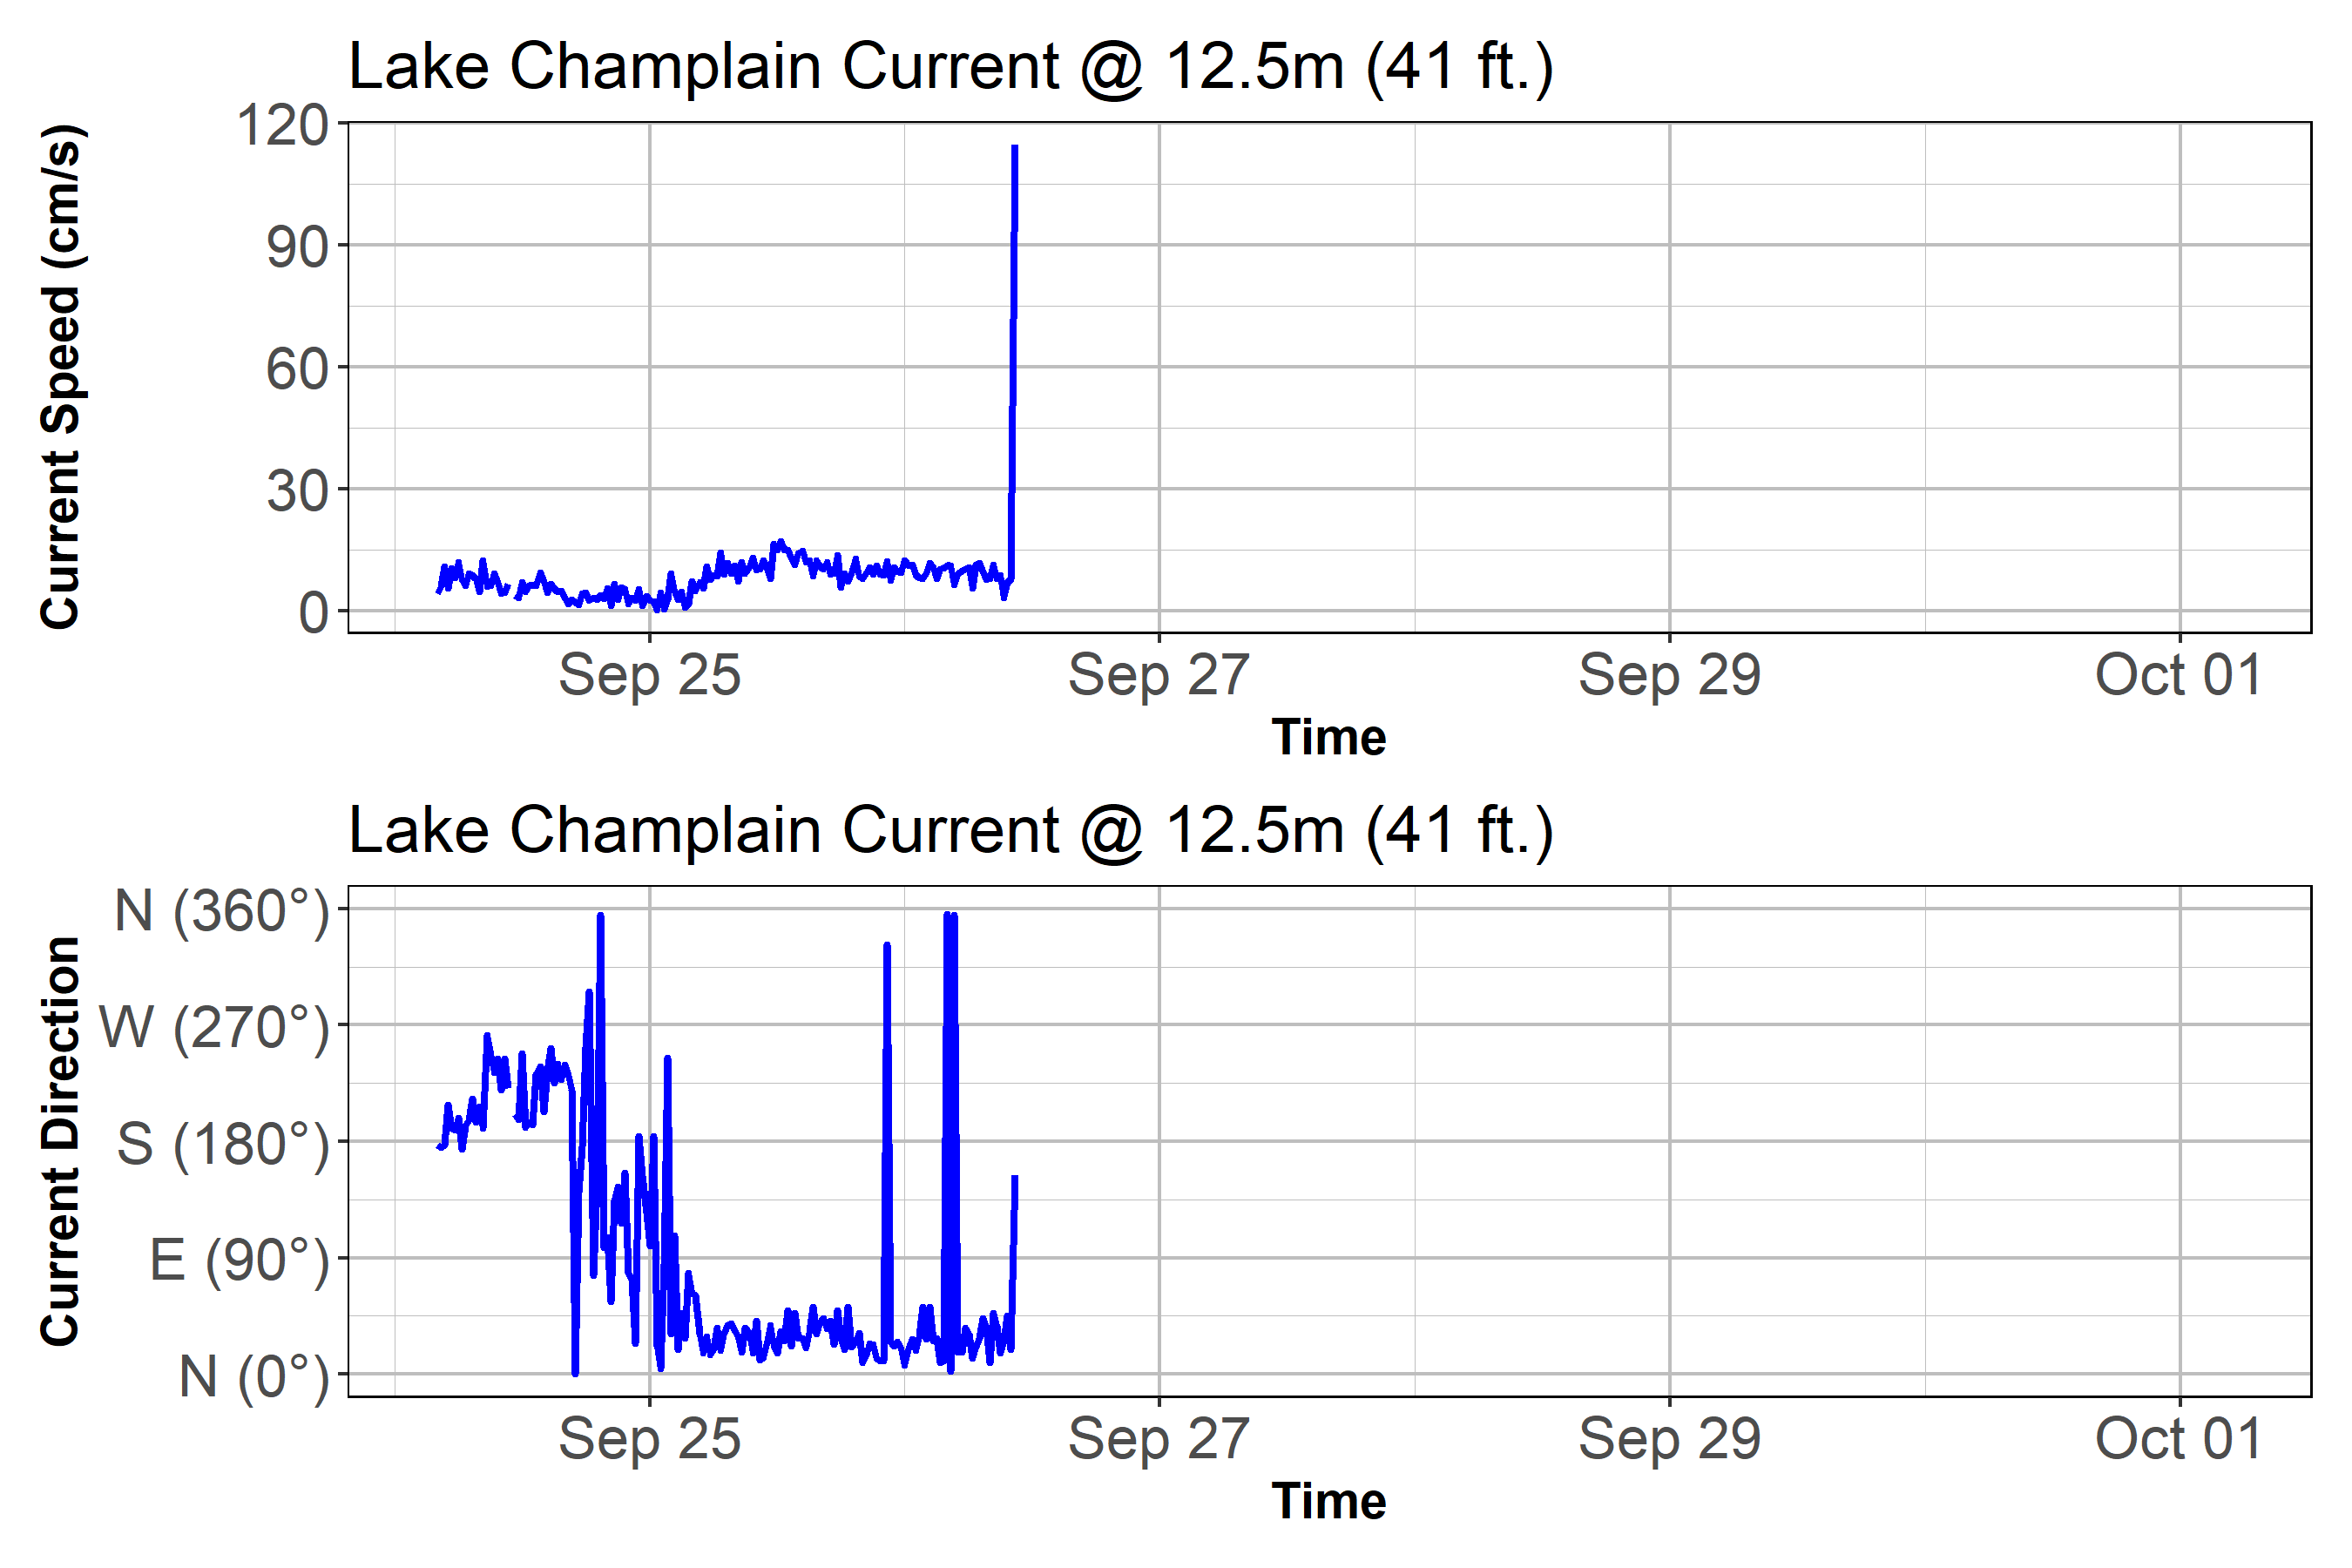 Lake Champlain Current @ 12.5m (41 ft.)
Current Speed (cm/s)
120
90
60
30
0
Sep 25 Sep 27 Sep 29 Oct 01
Time
Lake Champlain Current @ 12.5m (41 ft.)
Current Direction
N (360°)
W (270°)
S (180°)
E (90°)
N (0°)
Sep 25 Sep 27 Sep 29 Oct 01
Time